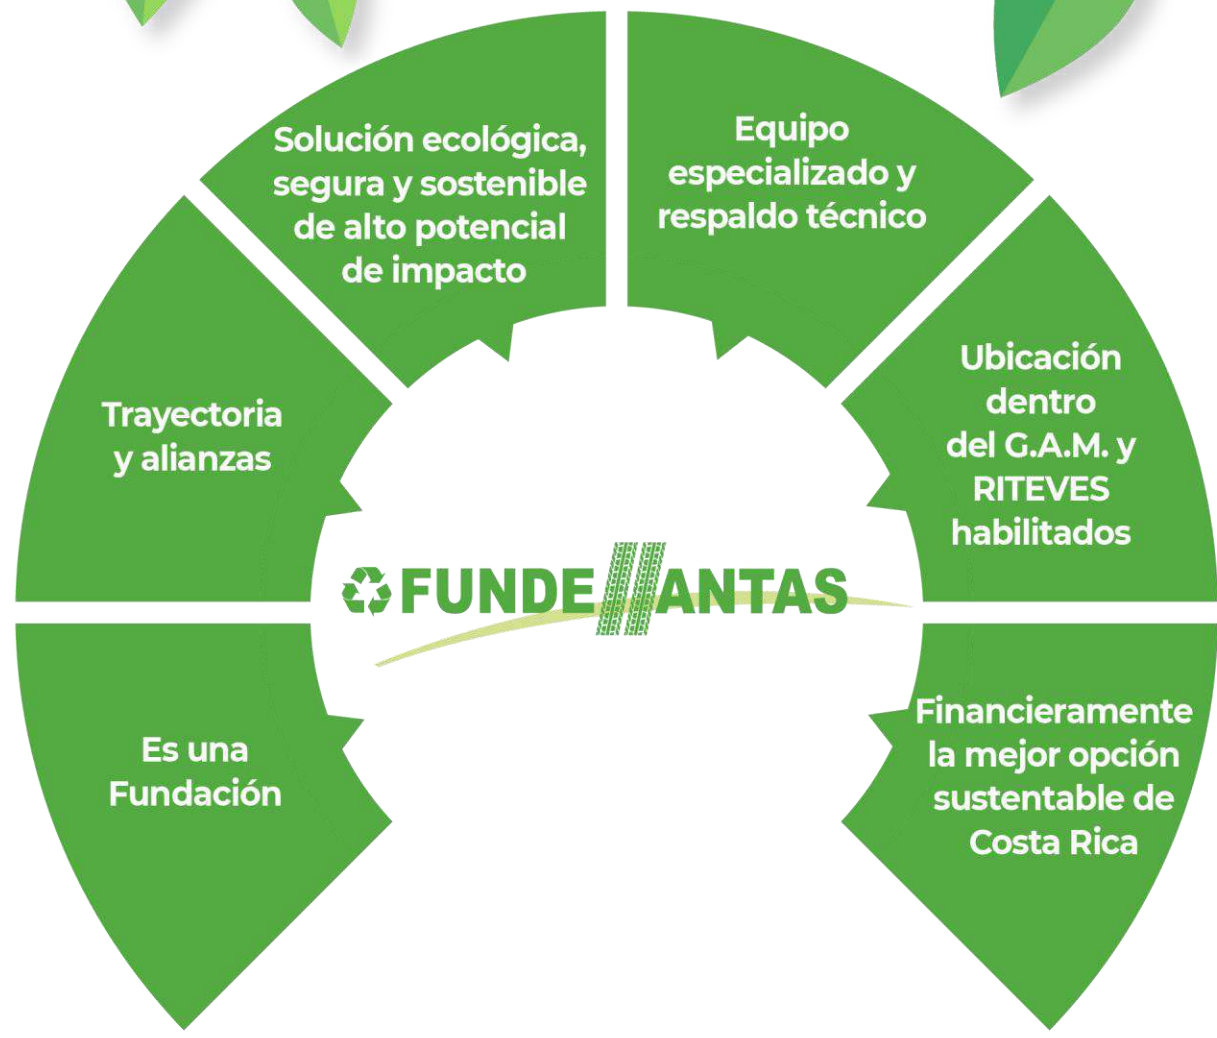 Solución ecológica,
segura y sostenible
de alto potencial
de impacto
Equipo
especializado y
respaldo técnico
Trayectoria
y alianzas
Ubicación
dentro
del G.A.M. y
RITEVES
habilitados
FUNDELLANTAS
Es una
Fundación
Financieramente
la mejor opción
sustentable de
Costa Rica